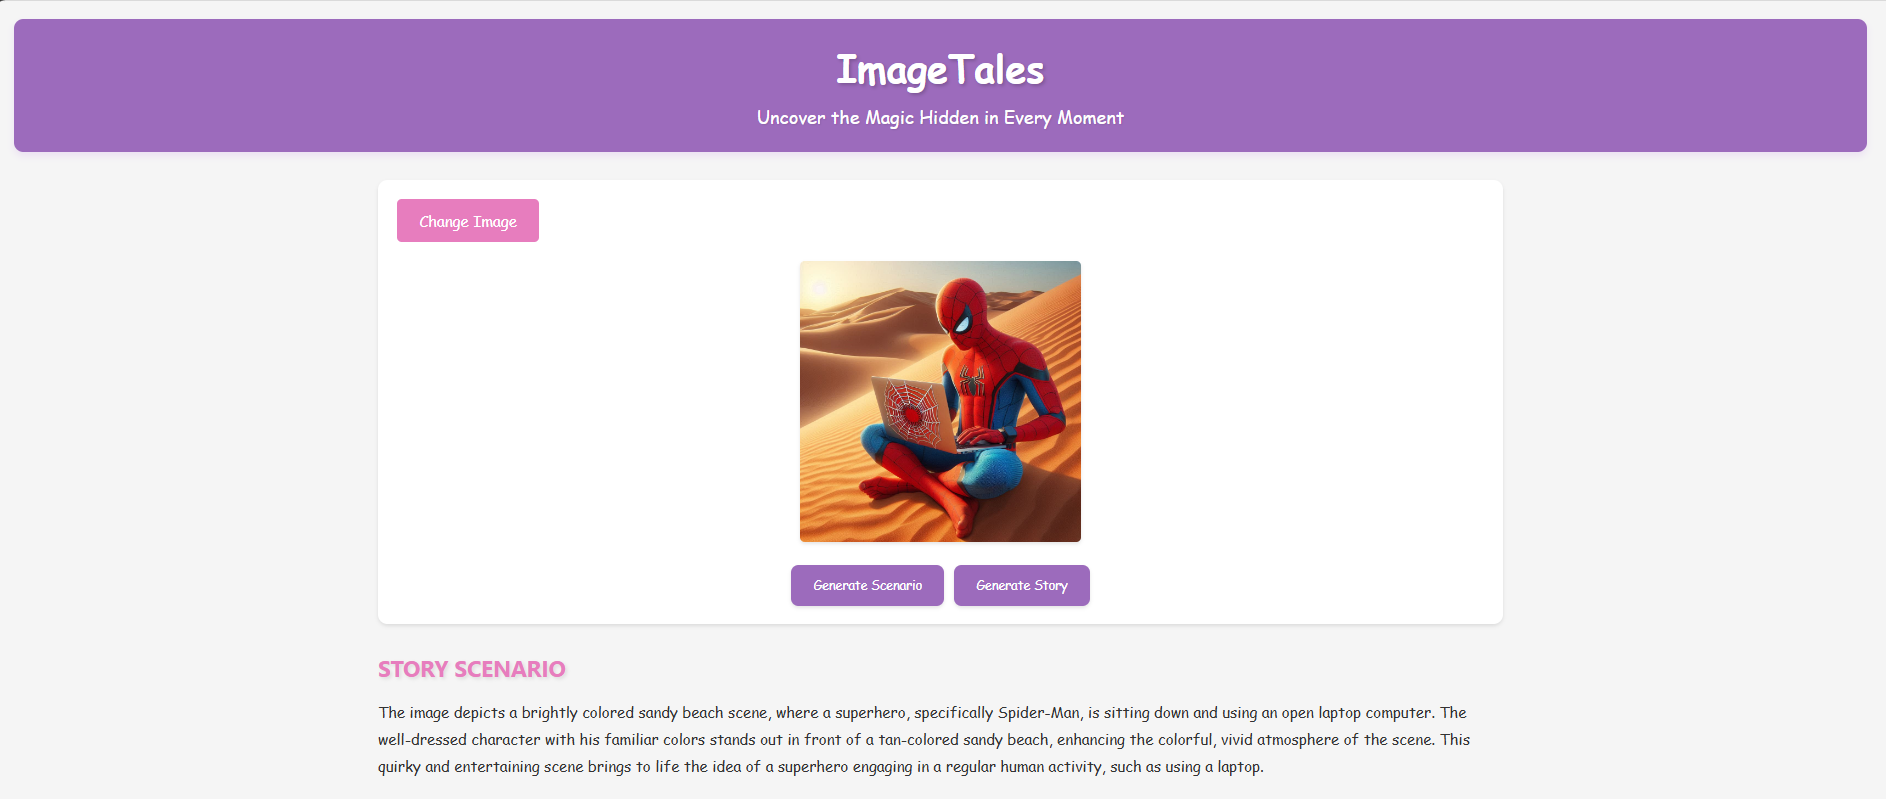 ImageTales
Uncover the Magic Hidden in Every Moment
Change Image
Generate Scenario
Generate Story
STORY SCENARIO
The image depicts a brightly colored sandy beach scene, where a superhero, specifically Spider-Man, is sitting down and using an open laptop computer. The
well-dressed character with his familiar colors stands out in front of a tan-colored sandy beach, enhancing the colorful, vivid atmosphere of the scene. This
quirky and entertaining scene brings to life the idea of a superhero engaging in a regular human activity, such as using a laptop.